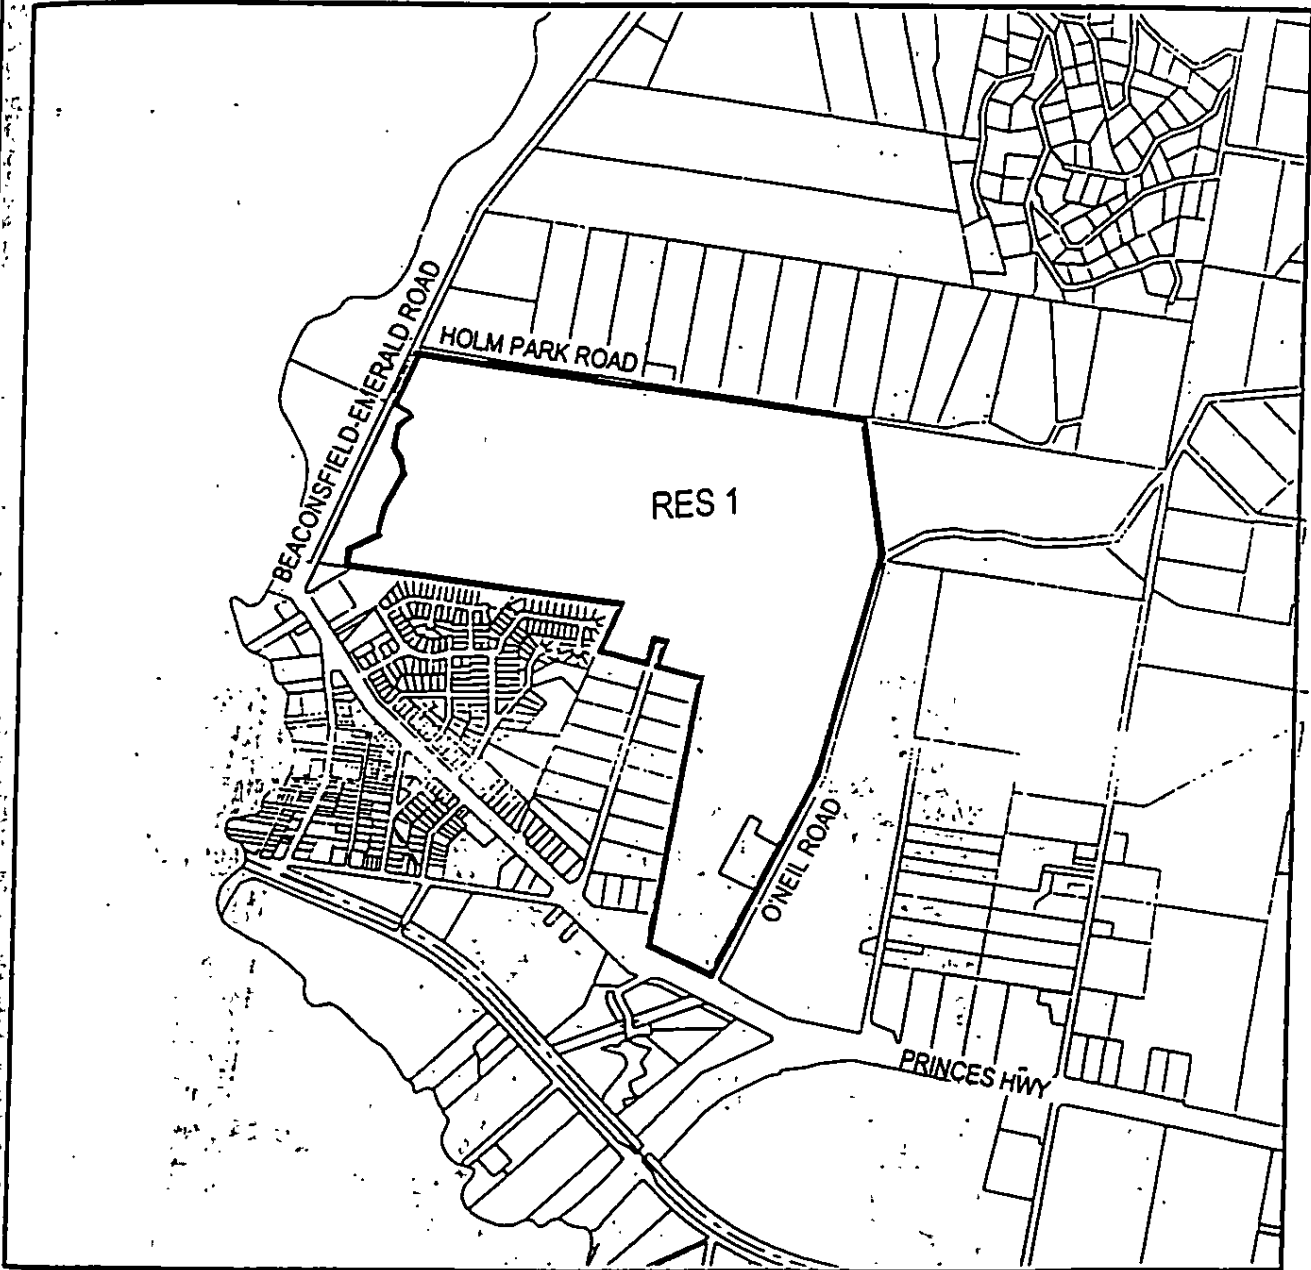 BEACONSFIELD-EMERALD ROAD
HOLM PARK ROAD
RES 1
O'NEIL ROAD
PRINCES HWY